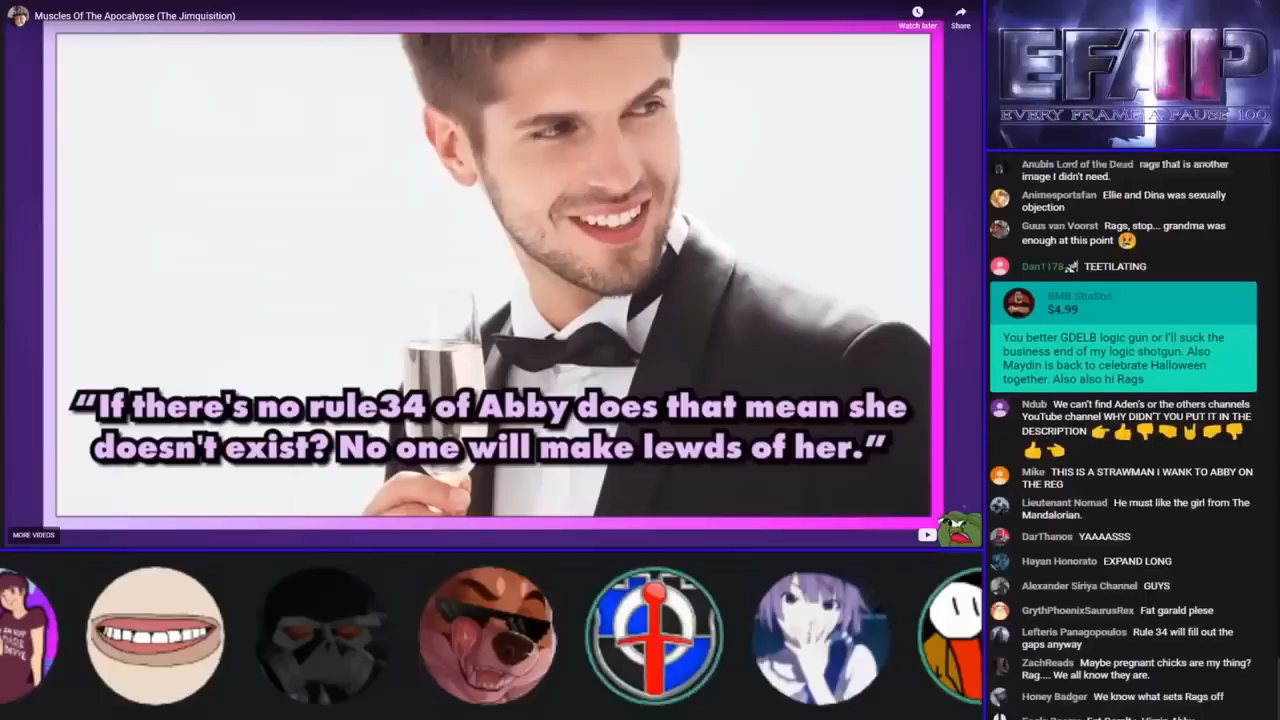 Muscles Of The Apocalypse (The Jimquisition)
Watch later
Share
“If there's no rule34 of Abby does that mean she
doesn't exist? No one will make lewds of her.”
MORE VIDEOS
EFAP
EVERY FRAME A PAUSE 100
Anubis Lord of the Dead rags that is another
image I didn't need.
Animesportsfan Ellie and Dina was sexually
objection
Guus van Voorst Rags, stop... grandma was
enough at this point 😢
Dan1178 TEETILATING
BMB Studios
$4.99
You better GDELB logic gun or I'll suck the
business end of my logic shotgun. Also
Maydin is back to celebrate Halloween
together. Also also hi Rags
Ndub We can't find Aden's or the others channels
YouTube channel WHY DIDN'T YOU PUT IT IN THE
DESCRIPTION
Mike THIS IS A STRAWMAN I WANK TO ABBY ON
THE REG
Lieutenant Nomad He must like the girl from The
Mandalorian.
DarThanos YAAAASSS
Hayan Honorato EXPAND LONG
Alexander Siriya Channel GUYS
GrythPhoenixSaurusRex Fat garald plese
Lefteris Panagopoulos Rule 34 will fill out the
gaps anyway
ZachReads Maybe pregnant chicks are my thing?
Rag.... We all know they are.
Honey Badger We know what sets Rags off